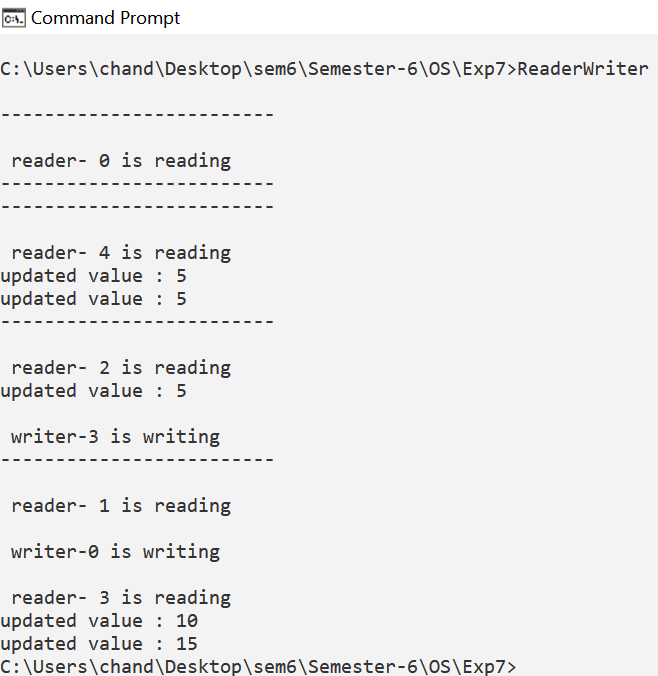 Command Prompt
C:\Users\chand\Desktop\sem6\Semester-6\OS\Exp7>ReaderWriter
-------------------------
 reader- 0 is reading
-------------------------
-------------------------
 reader- 4 is reading
updated value : 5
updated value : 5
-------------------------
 reader- 2 is reading
updated value : 5
 writer-3 is writing
-------------------------
 reader- 1 is reading
 writer-0 is writing
 reader- 3 is reading
updated value : 10
updated value : 15
C:\Users\chand\Desktop\sem6\Semester-6\OS\Exp7>